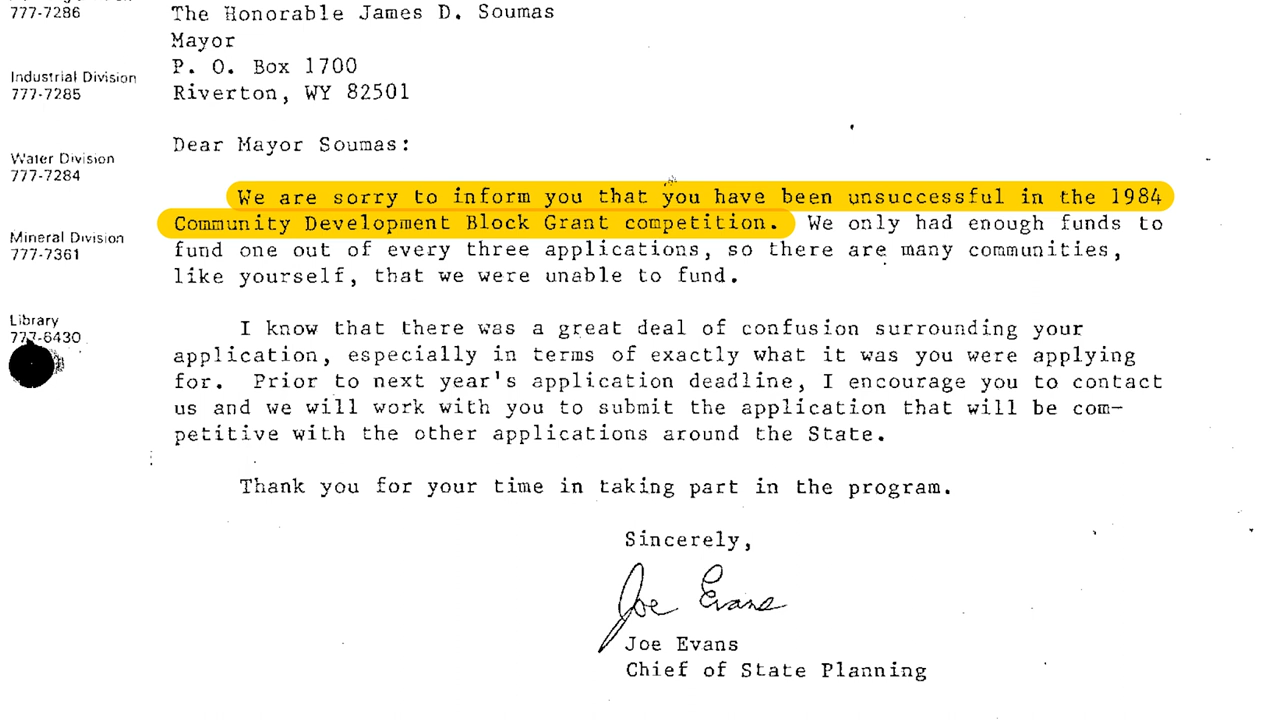 777-7286
The Honorable James D. Soumas
Mayor
P. O. Box 1700
Riverton, WY 82501
Industrial Division
777-7285
Dear Mayor Soumas:
Water Division
777-7284
We are sorry to inform you that you have been unsuccessful in the 1984
Community Development Block Grant competition. We only had enough funds to
fund one out of every three applications, so there are many communities,
like yourself, that we were unable to fund.
Mineral Division
777-7361
Library
777-6430
I know that there was a great deal of confusion surrounding your
application, especially in terms of exactly what it was you were applying
for. Prior to next year's application deadline, I encourage you to contact
us and we will work with you to submit the application that will be com-
petitive with the other applications around the State.
Thank you for your time in taking part in the program.
Sincerely,
Joe Evans
Joe Evans
Chief of State Planning